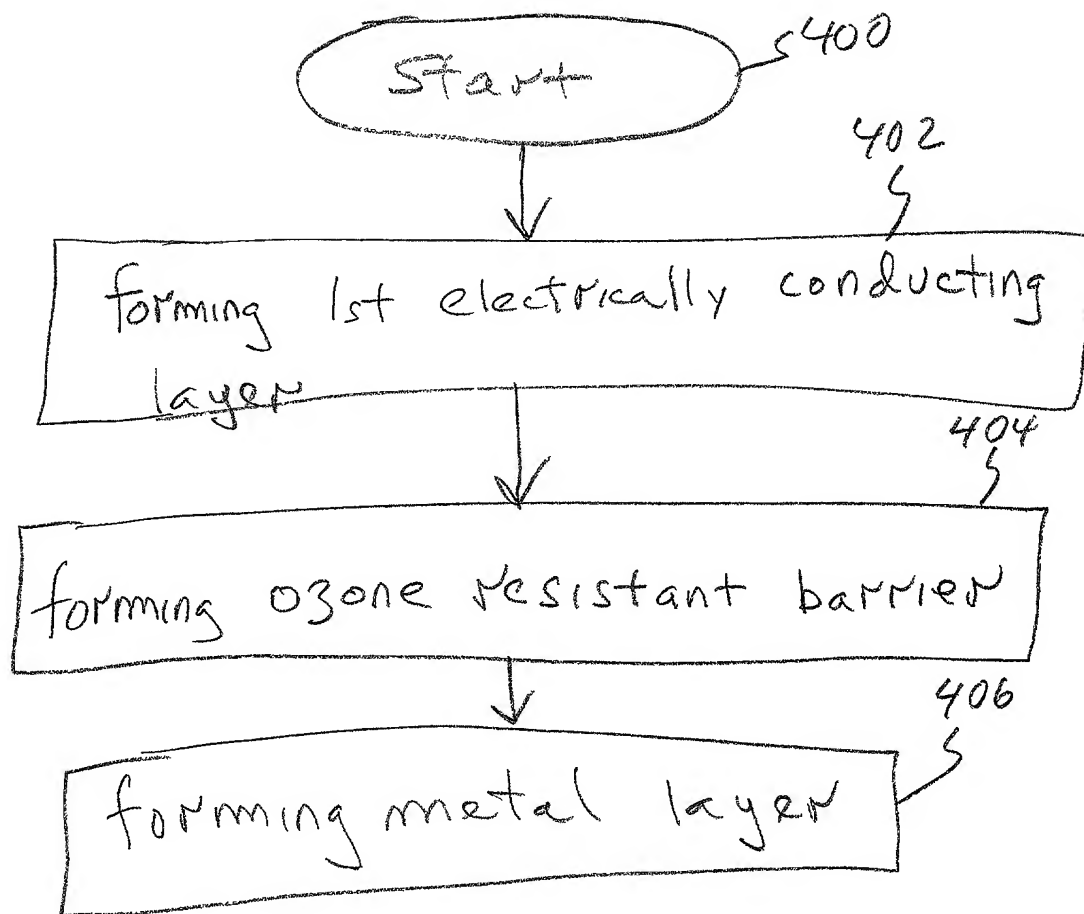 Start
400
402
forming 1st electrically conducting
layer
404
forming ozone resistant barrier
406
forming metal layer